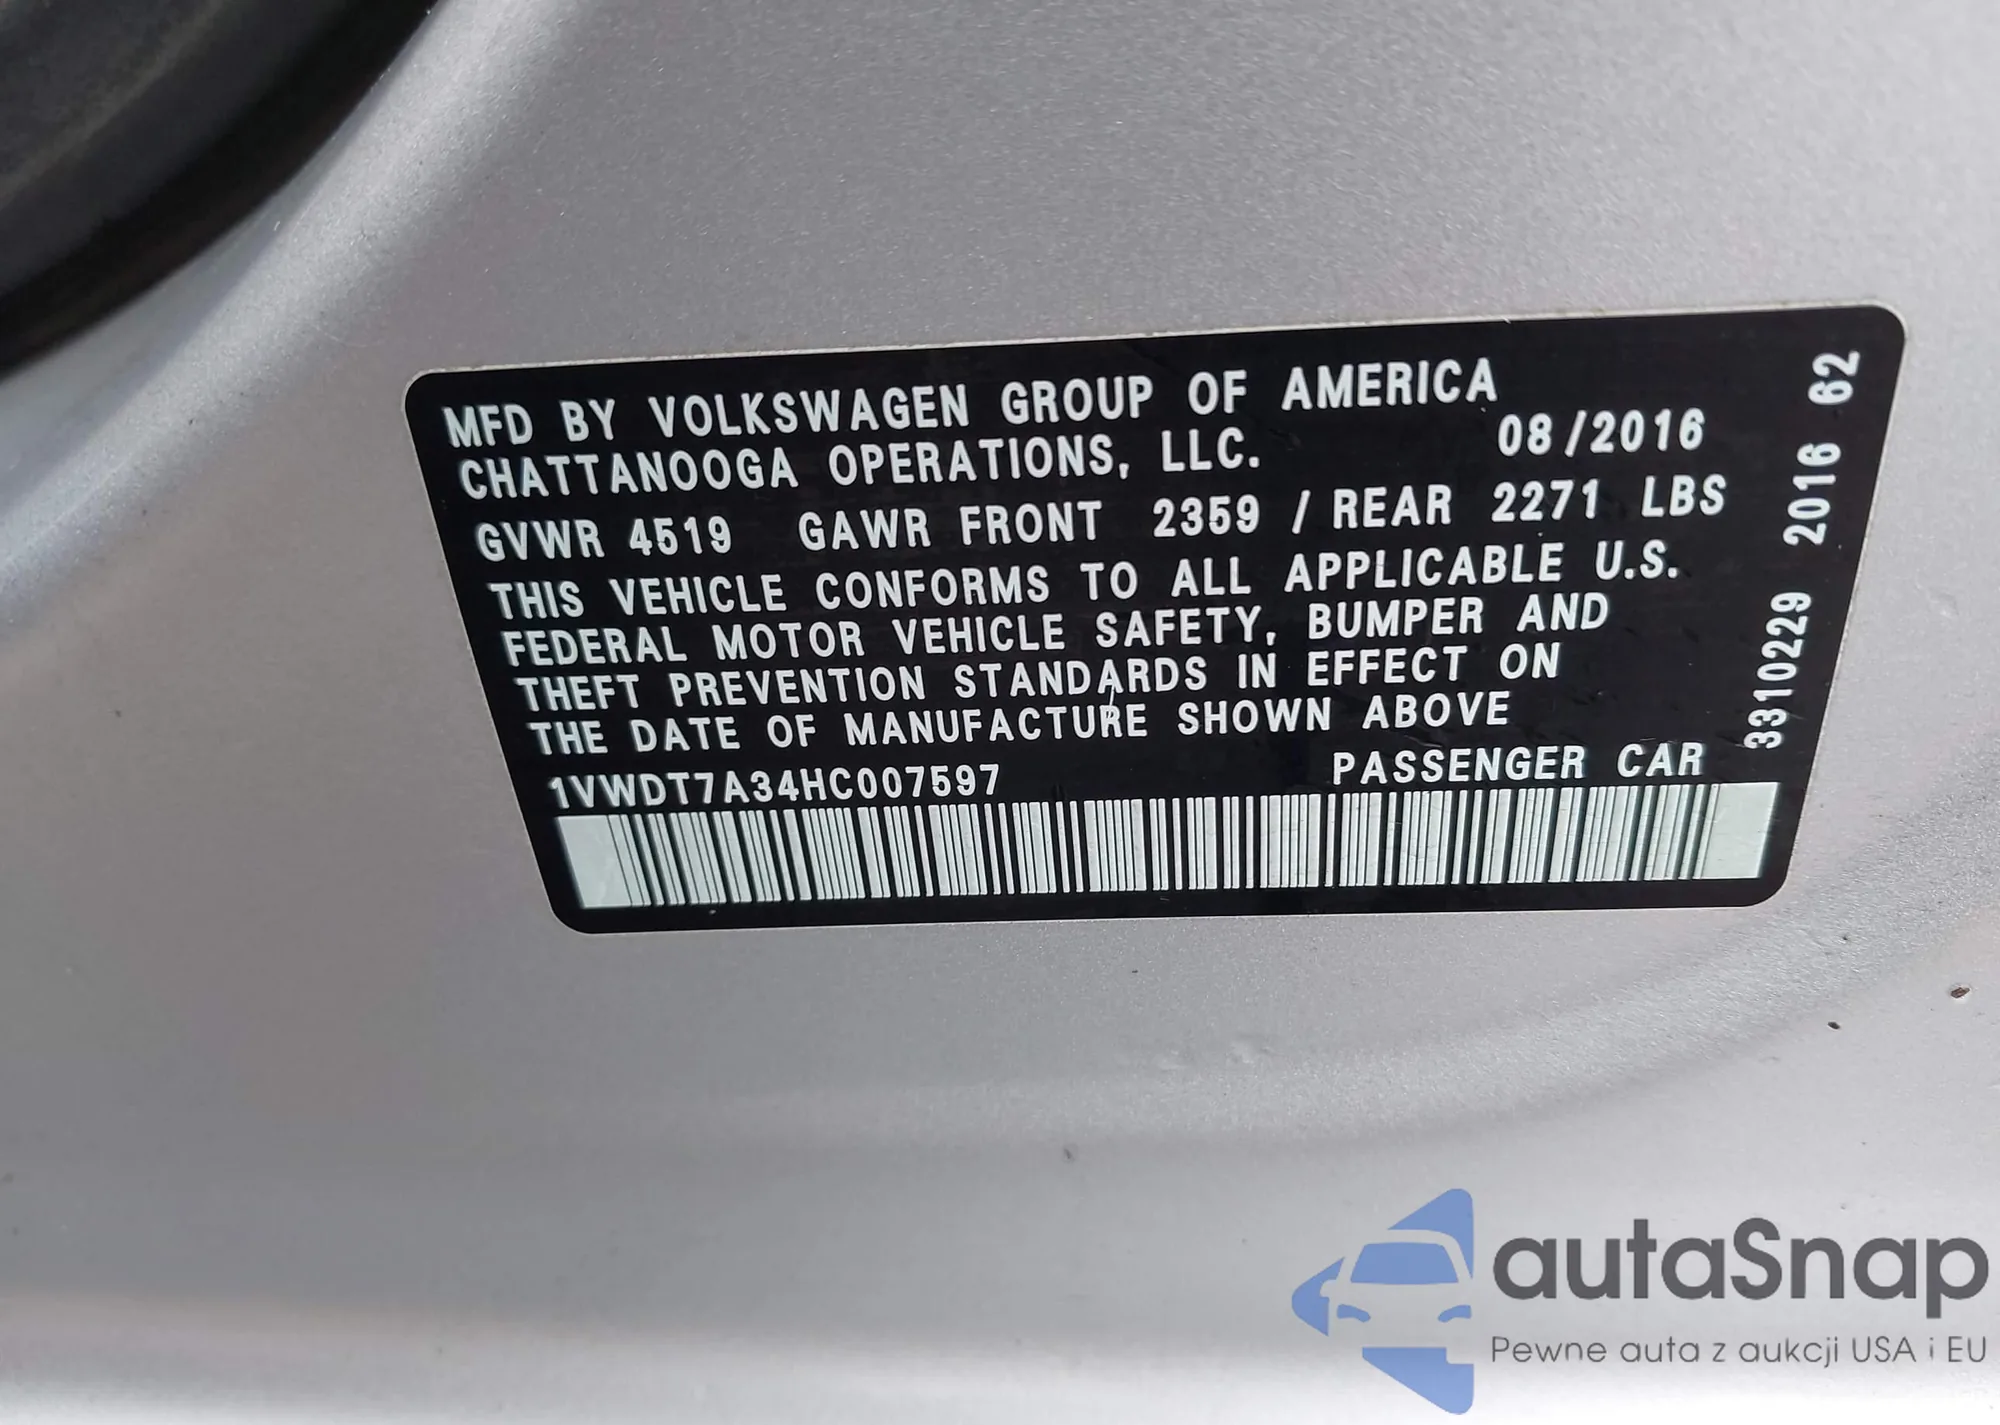 MFD BY VOLKSWAGEN GROUP OF AMERICA
CHATTANOOGA OPERATIONS, LLC. 08/2016
GVWR 4519 GAWR FRONT 2359 / REAR 2271 LBS
THIS VEHICLE CONFORMS TO ALL APPLICABLE U.S.
FEDERAL MOTOR VEHICLE SAFETY, BUMPER AND
THEFT PREVENTION STANDARDS IN EFFECT ON
THE DATE OF MANUFACTURE SHOWN ABOVE
1VWDT7A34HC007597 PASSENGER CAR
3310229 2016 62
autaSnap
Pewne auta z aukcji USA i EU